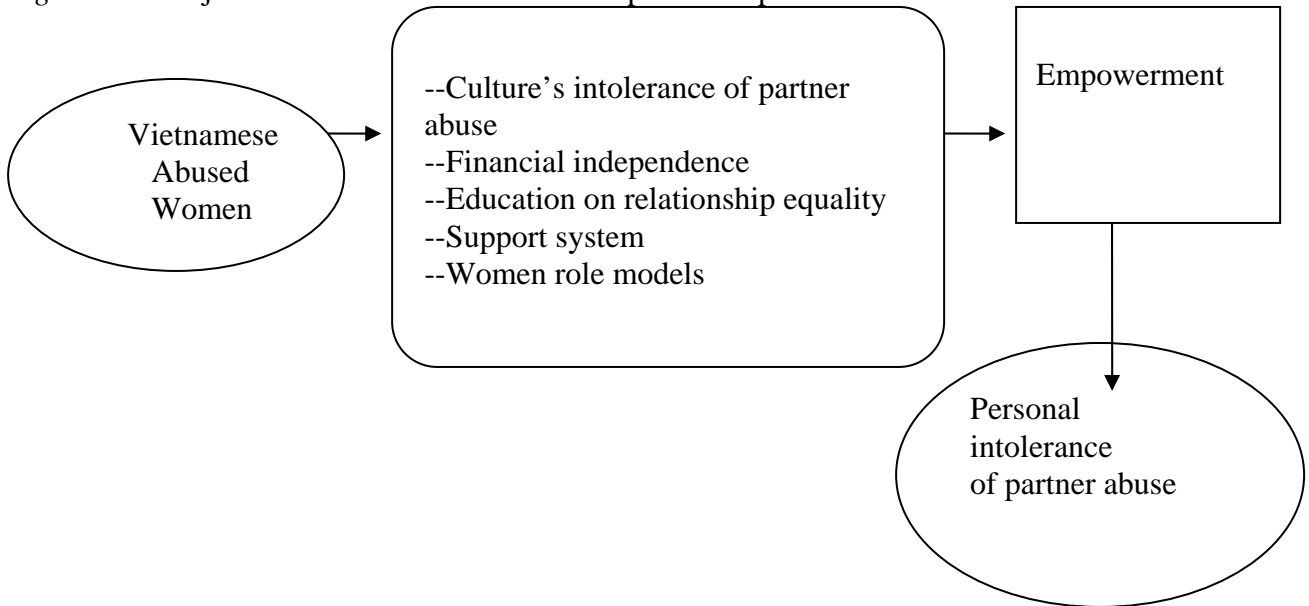 Vietnamese
Abused
Women
--Culture’s intolerance of partner
abuse
--Financial independence
--Education on relationship equality
--Support system
--Women role models
Empowerment
Personal
intolerance
of partner abuse